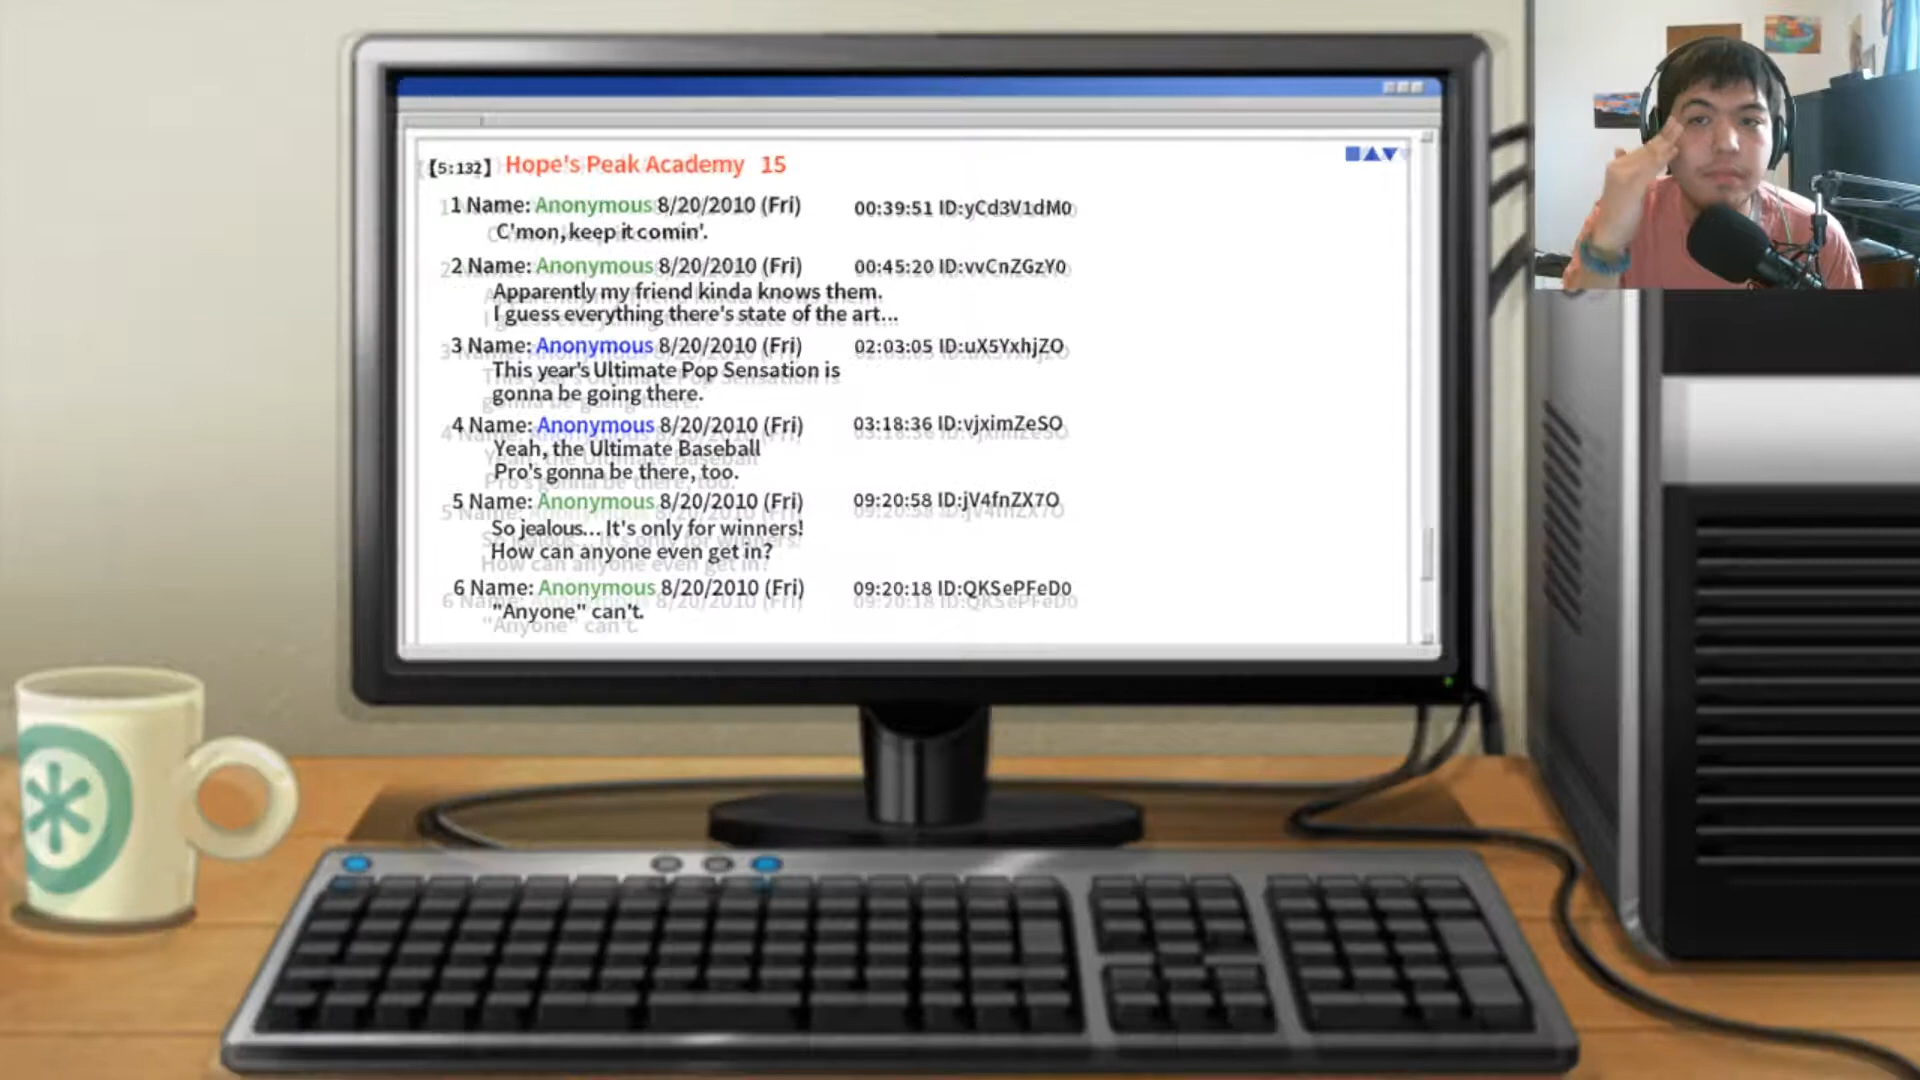 【5:132】 Hope's Peak Academy 15
1 Name: Anonymous 8/20/2010 (Fri) 00:39:51 ID:yCd3V1dM0
C'mon, keep it comin'.
2 Name: Anonymous 8/20/2010 (Fri) 00:45:20 ID:vvCnZGzY0
Apparently my friend kinda knows them.
I guess everything there's state of the art...
3 Name: Anonymous 8/20/2010 (Fri) 02:03:05 ID:uX5YxhjZO
This year's Ultimate Pop Sensation is
gonna be going there.
4 Name: Anonymous 8/20/2010 (Fri) 03:18:36 ID:vjximZeSO
Yeah, the Ultimate Baseball
Pro's gonna be there, too.
5 Name: Anonymous 8/20/2010 (Fri) 09:20:58 ID:jV4fnZX7O
So jealous... It's only for winners!
How can anyone even get in?
6 Name: Anonymous 8/20/2010 (Fri) 09:20:18 ID:QKSePFeD0
"Anyone" can't.